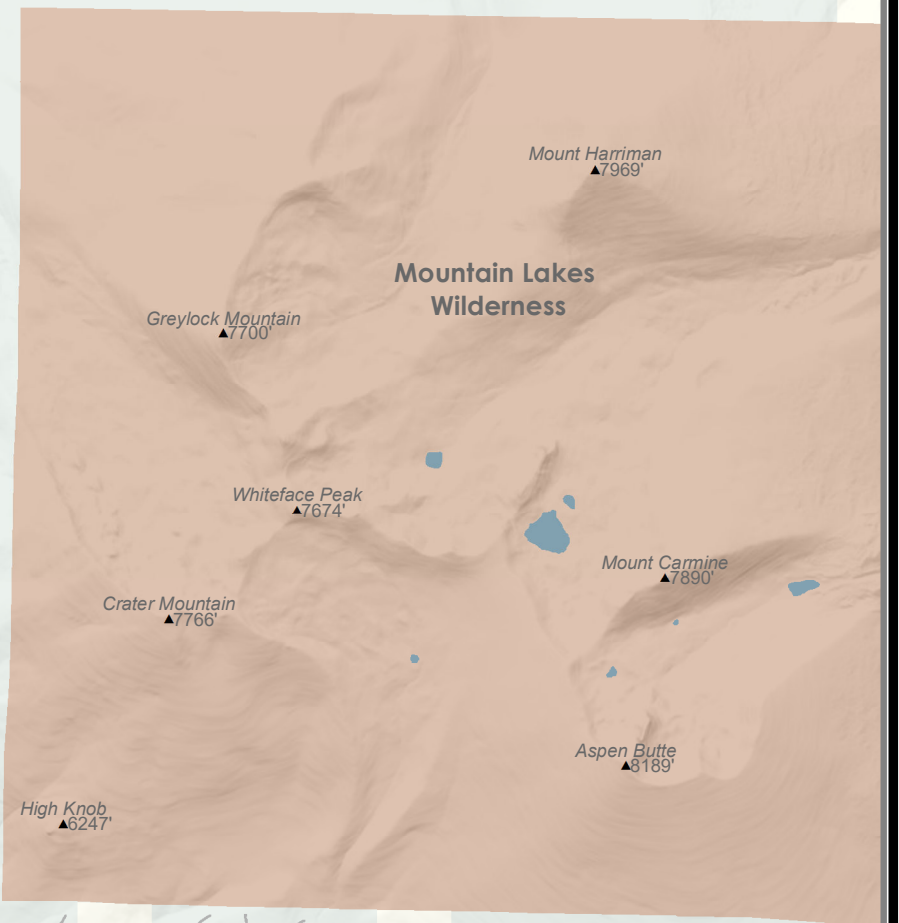 Mount Harriman
7969'
Mountain Lakes
Wilderness
Greylock Mountain
7700'
Whiteface Peak
7674'
Mount Carmine
7890'
Crater Mountain
7766'
Aspen Butte
8189'
High Knob
6247'